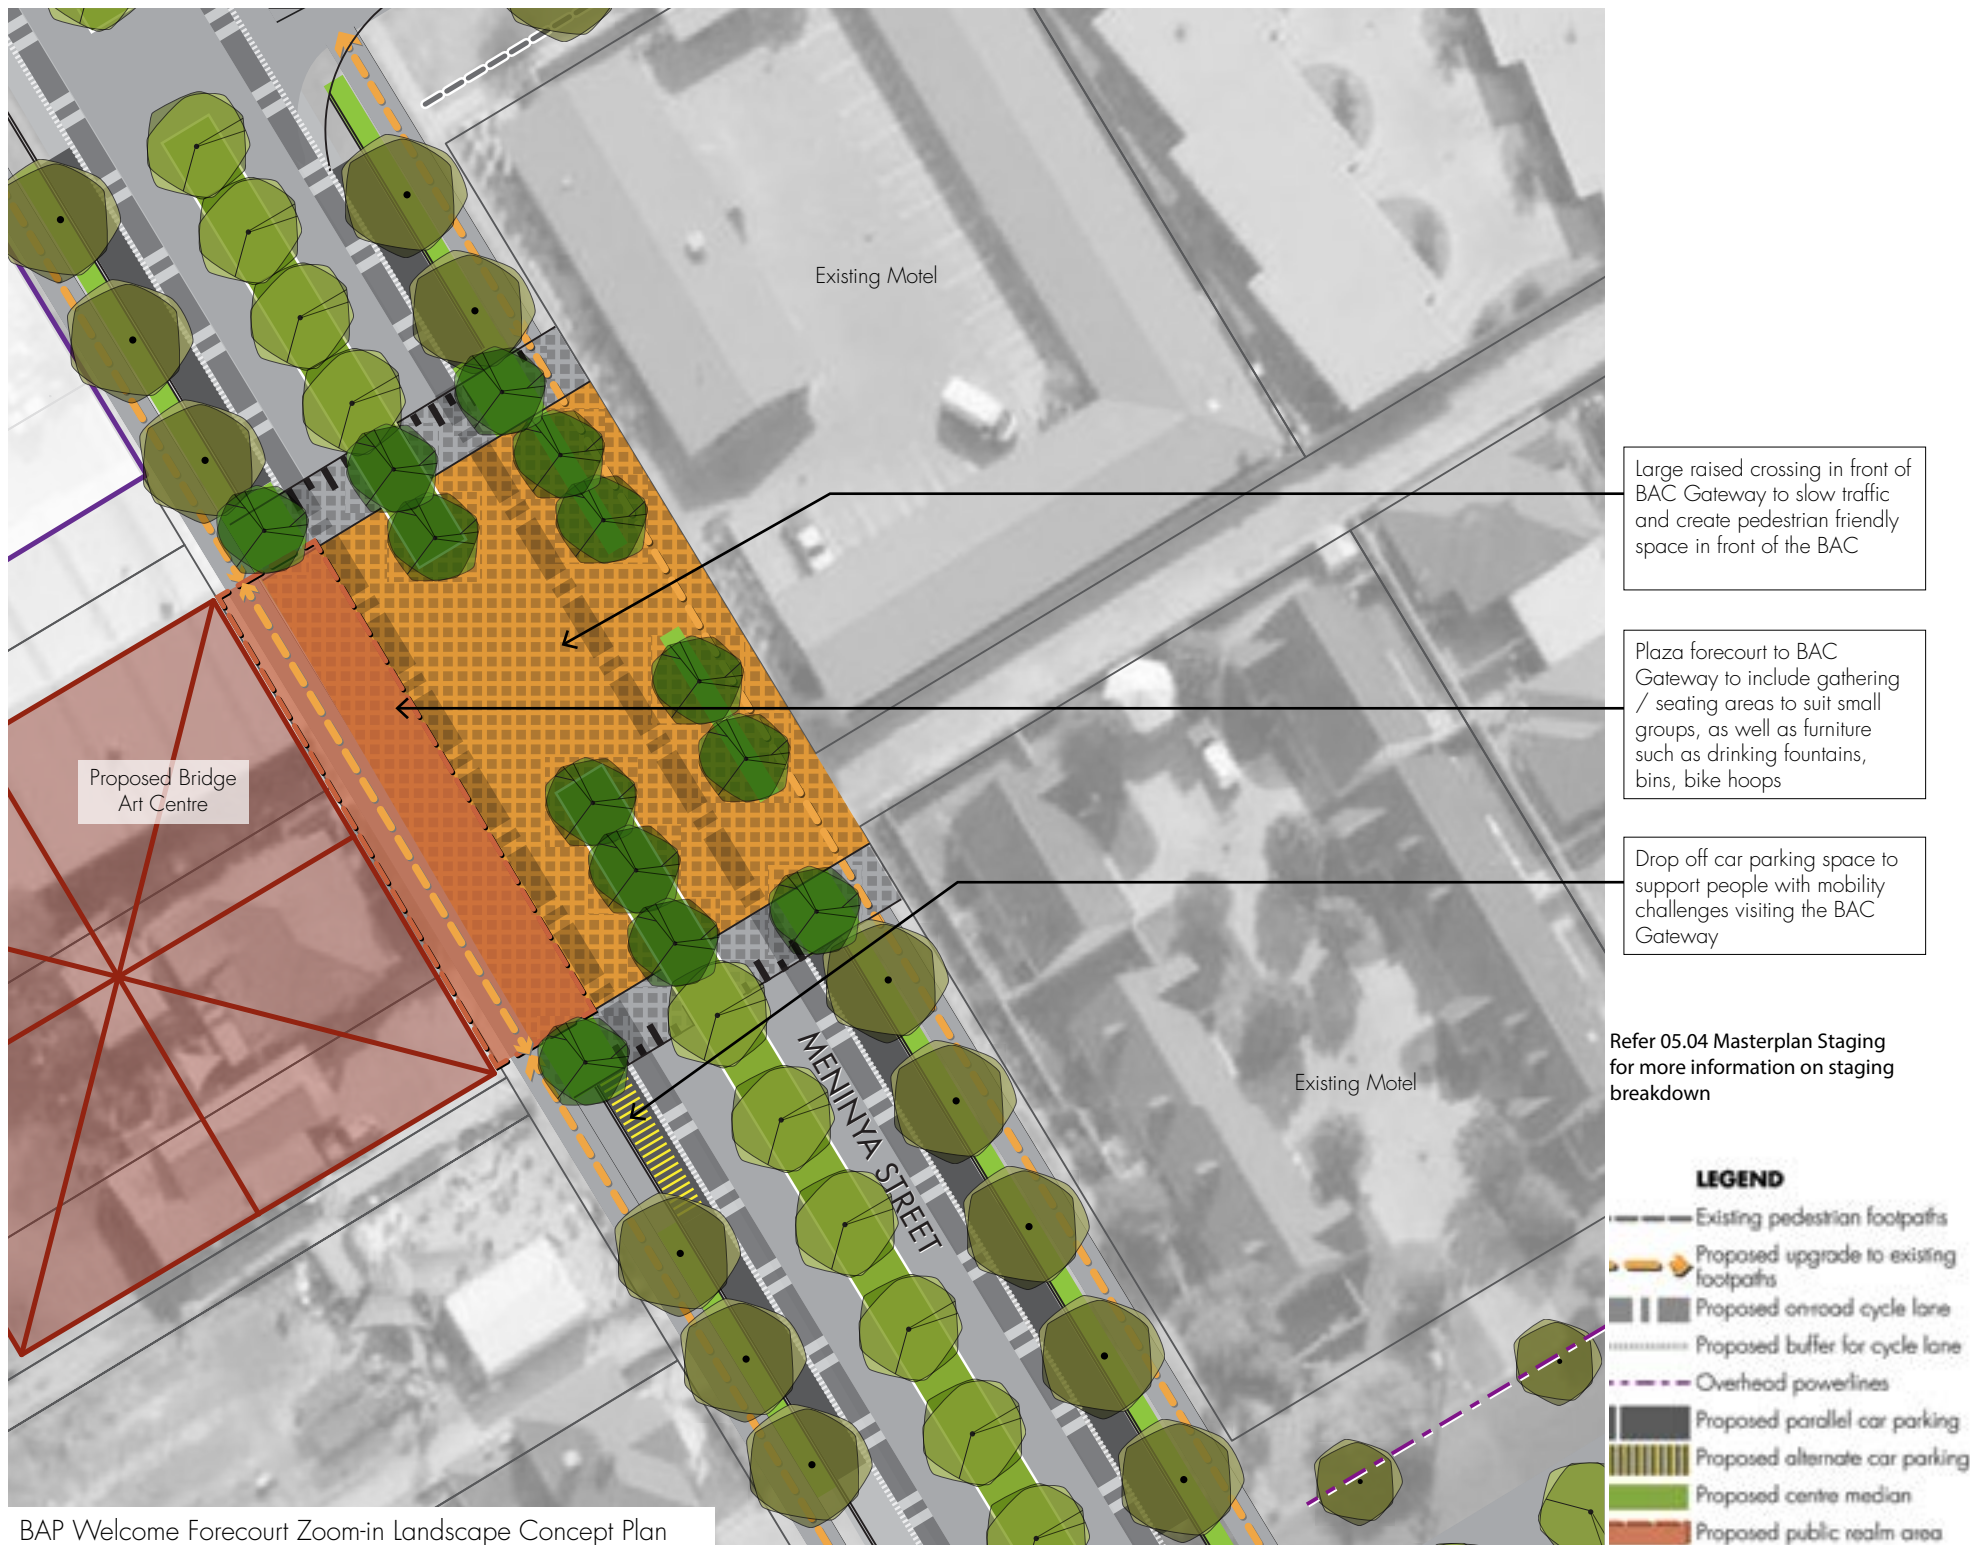 Existing Motel
Large raised crossing in front of
BAC Gateway to slow traffic
and create pedestrian friendly
space in front of the BAC
Plaza forecourt to BAC
Gateway to include gathering
/ seating areas to suit small
groups, as well as furniture
such as drinking fountains,
bins, bike hoops
Proposed Bridge
Art Centre
Drop off car parking space to
support people with mobility
challenges visiting the BAC
Gateway
MENINYA STREET
Existing Motel
Refer 05.04 Masterplan Staging
for more information on staging
breakdown
LEGEND
Existing pedestrian footpaths
Proposed upgrade to existing
footpaths
Proposed on-road cycle lane
Proposed buffer for cycle lane
Overhead powerlines
Proposed parallel car parking
Proposed alternate car parking
Proposed centre median
Proposed public realm area
BAP Welcome Forecourt Zoom-in Landscape Concept Plan